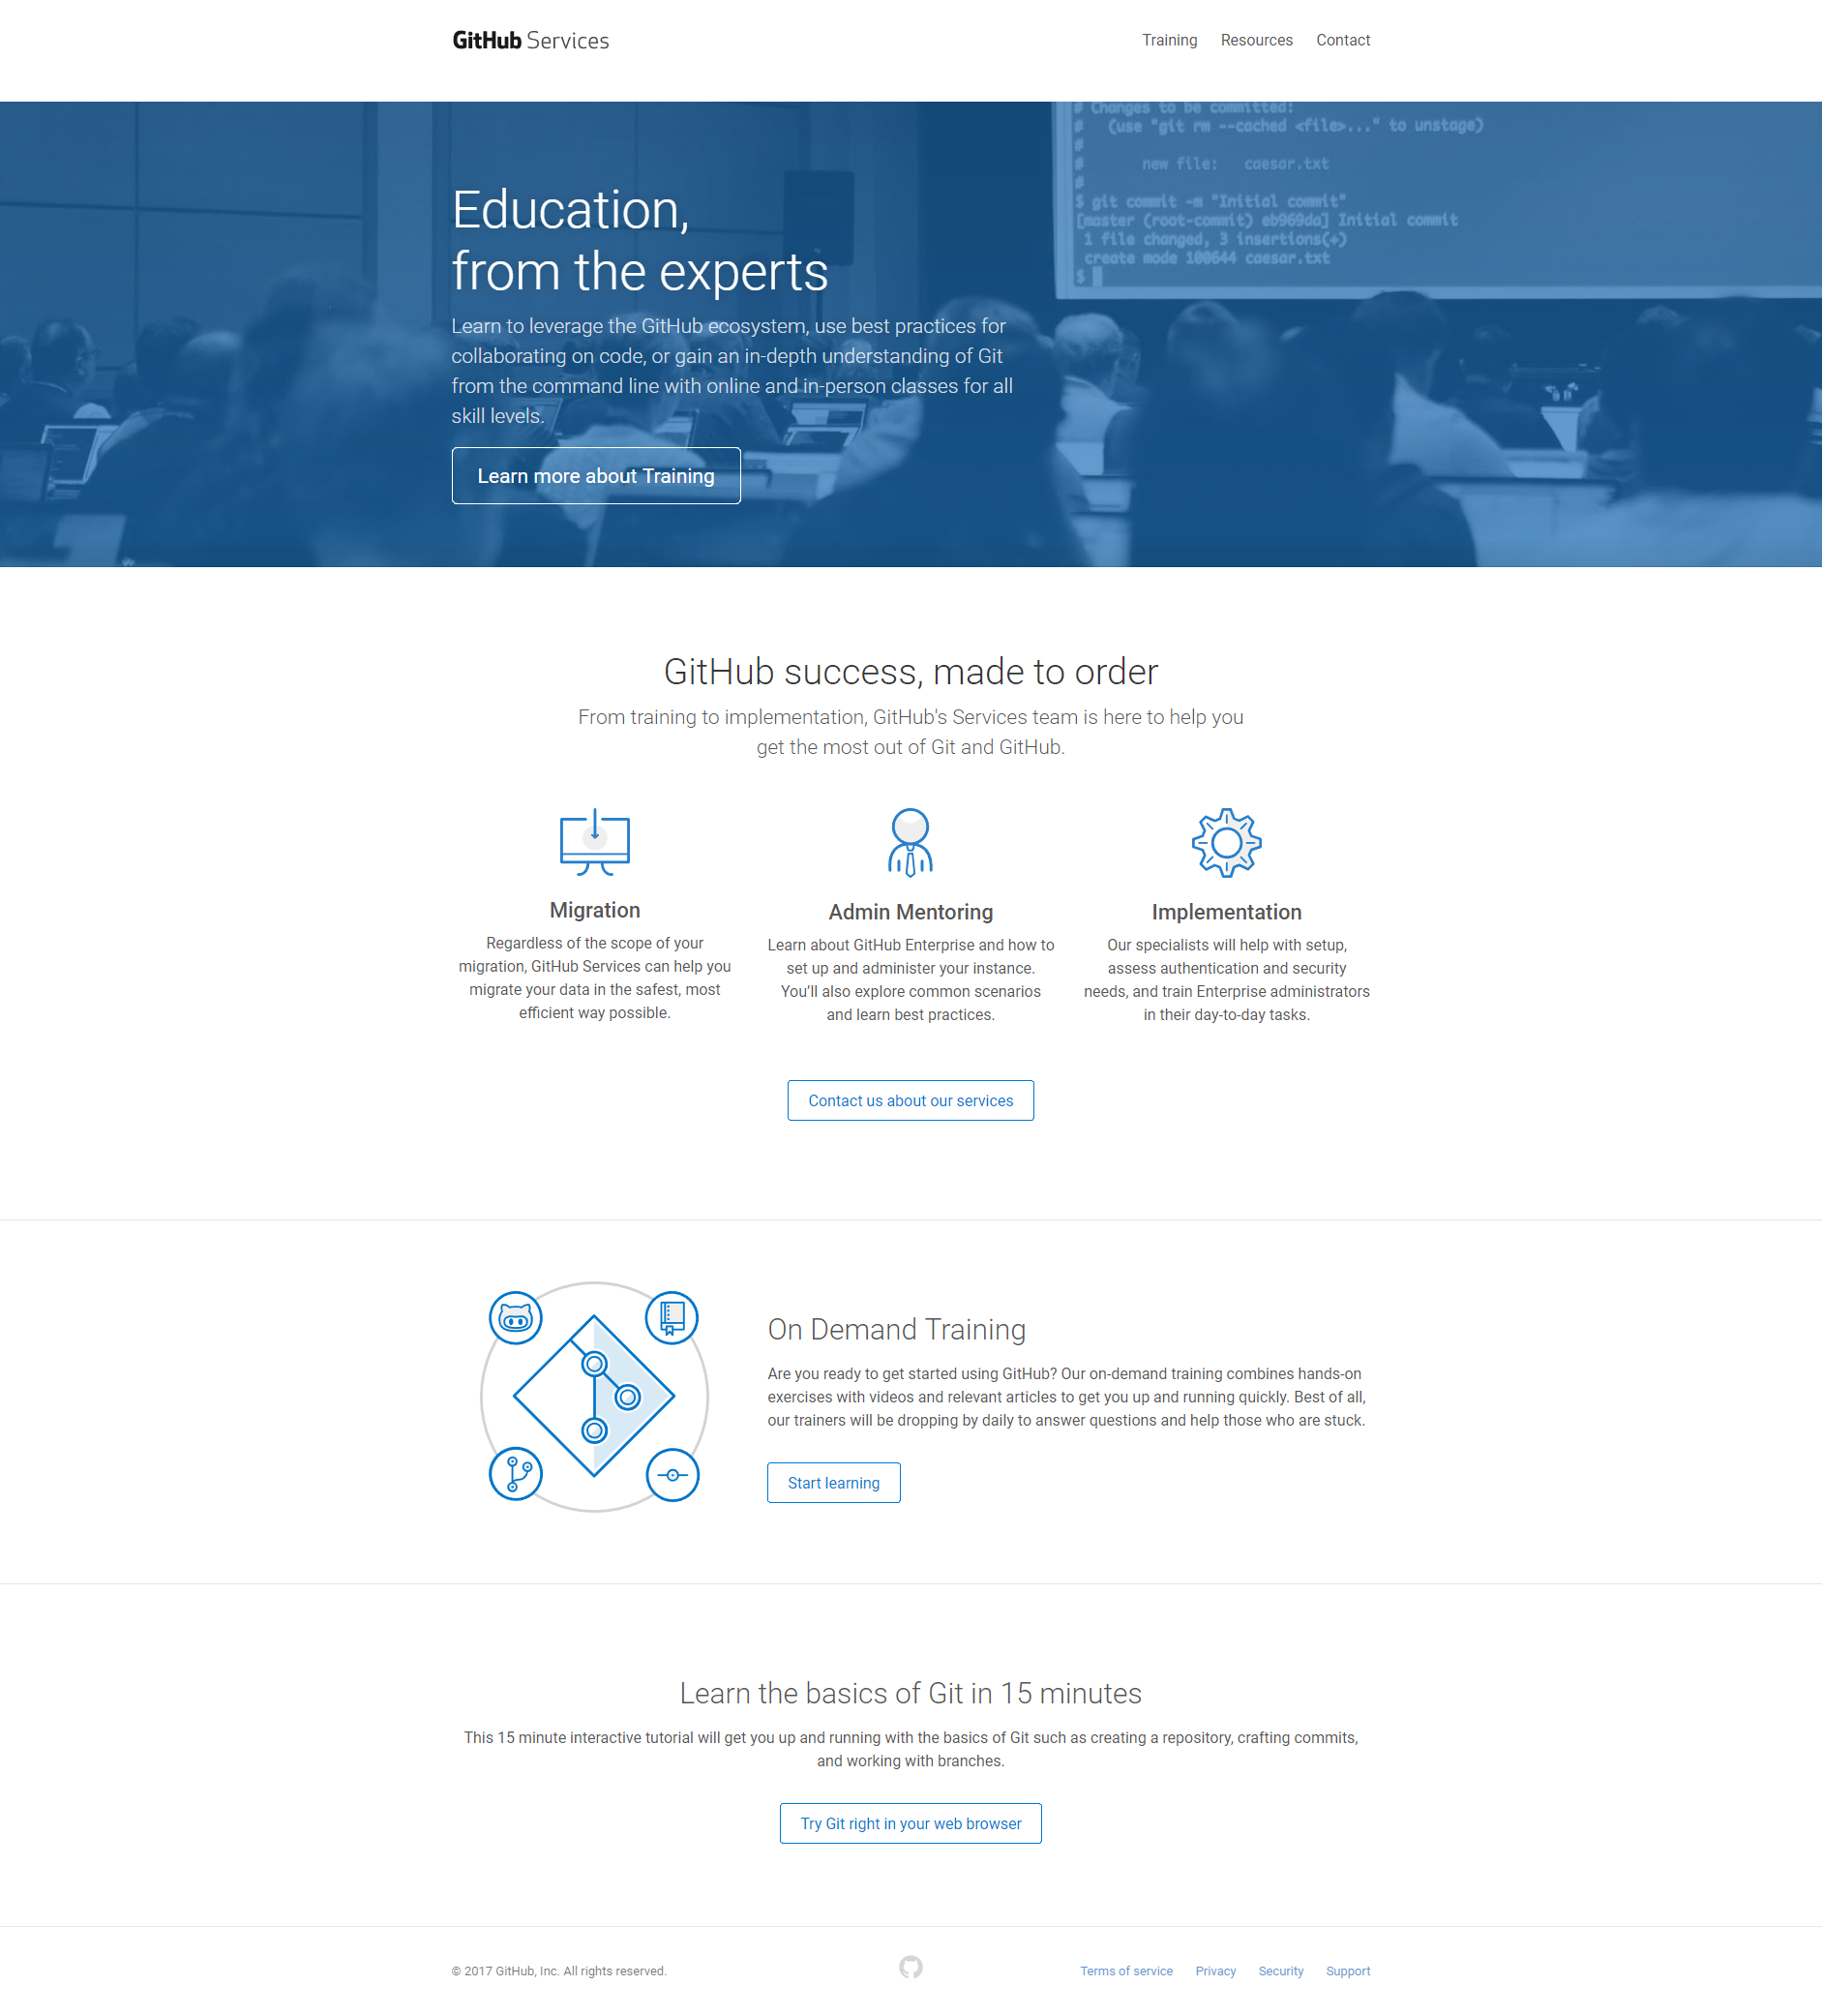 GitHub Services
Training Resources Contact
# Changes to be committed:
# (use "git rm --cached <file>..." to unstage)
#
# new file: caesar.txt
#
$ git commit -m "Initial commit"
[master (root-commit) eb969da] Initial commit
1 file changed, 3 insertions(+)
create mode 100644 caesar.txt
$
Education,
from the experts
Learn to leverage the GitHub ecosystem, use best practices for
collaborating on code, or gain an in-depth understanding of Git
from the command line with online and in-person classes for all
skill levels.
Learn more about Training
GitHub success, made to order
From training to implementation, GitHub's Services team is here to help you
get the most out of Git and GitHub.
Migration
Regardless of the scope of your
migration, GitHub Services can help you
migrate your data in the safest, most
efficient way possible.
Admin Mentoring
Learn about GitHub Enterprise and how to
set up and administer your instance.
You’ll also explore common scenarios
and learn best practices.
Implementation
Our specialists will help with setup,
assess authentication and security
needs, and train Enterprise administrators
in their day-to-day tasks.
Contact us about our services
On Demand Training
Are you ready to get started using GitHub? Our on-demand training combines hands-on
exercises with videos and relevant articles to get you up and running quickly. Best of all,
our trainers will be dropping by daily to answer questions and help those who are stuck.
Start learning
Learn the basics of Git in 15 minutes
This 15 minute interactive tutorial will get you up and running with the basics of Git such as creating a repository, crafting commits,
and working with branches.
Try Git right in your web browser
© 2017 GitHub, Inc. All rights reserved.
Terms of service Privacy Security Support